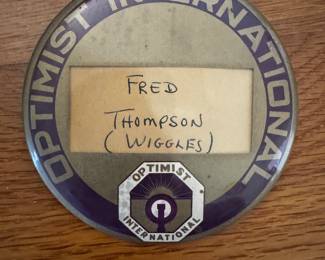 OPTIMIST INTERNATIONAL
FRED
THOMPSON
(WIGGLES)
OPTIMIST
INTERNATIONAL